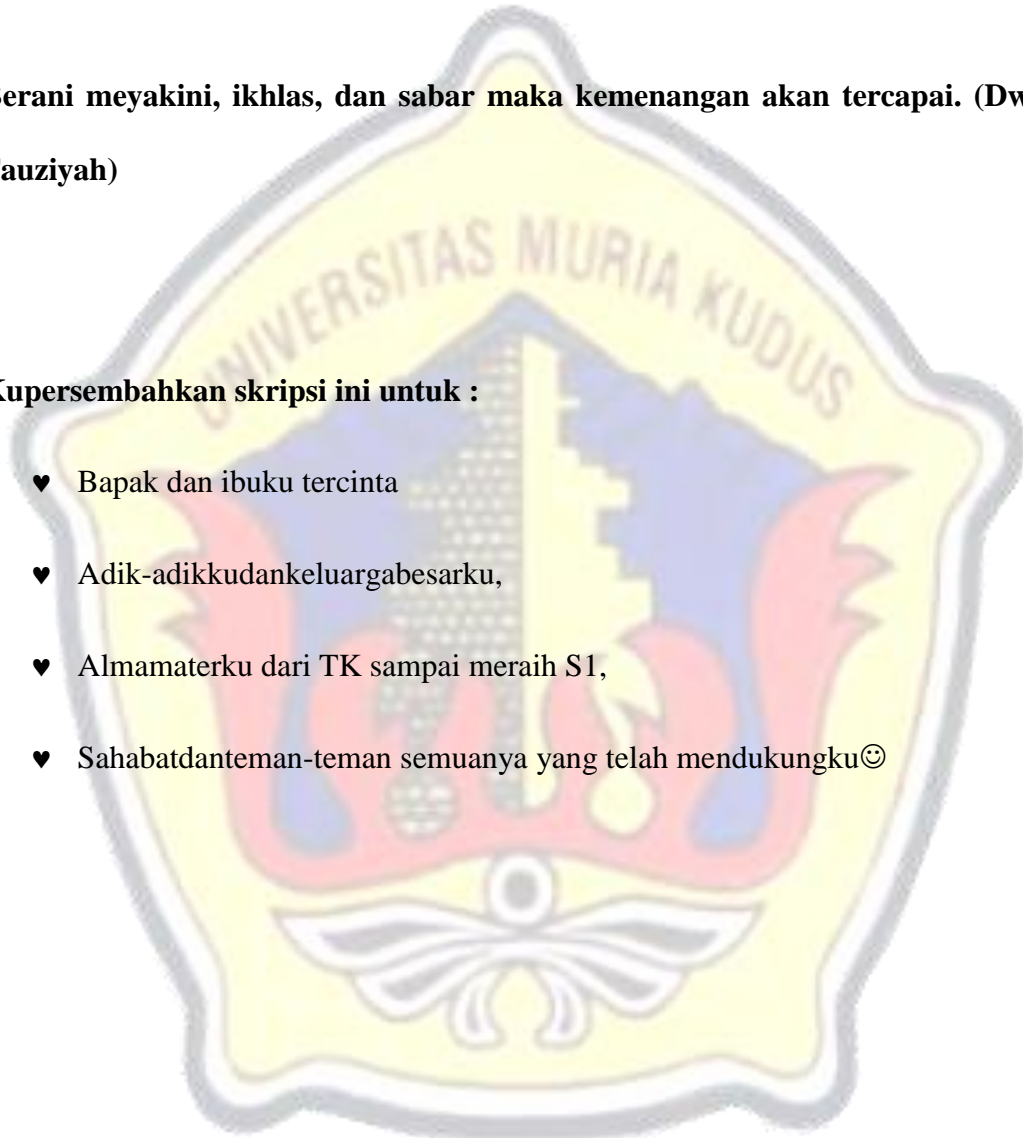 erani meyakini, ikhlas, dan sabar maka kemenangan akan tercapai. (Dw
auziyah)
UNIVERSITAS MURIA KUDUS
Kupersembahkan skripsi ini untuk :
♥ Bapak dan ibuku tercinta
♥ Adik-adikkudankeluargabesarku,
♥ Almamaterku dari TK sampai meraih S1,
♥ Sahabatdanteman-teman semuanya yang telah mendukungku☺